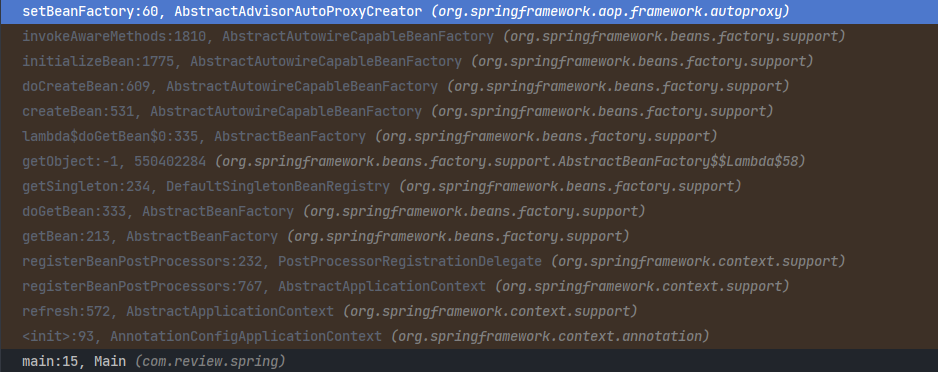 setBeanFactory:60, AbstractAdvisorAutoProxyCreator (org.springframework.aop.framework.autoproxy)
invokeAwareMethods:1810, AbstractAutowireCapableBeanFactory (org.springframework.beans.factory.support)
initializeBean:1775, AbstractAutowireCapableBeanFactory (org.springframework.beans.factory.support)
doCreateBean:609, AbstractAutowireCapableBeanFactory (org.springframework.beans.factory.support)
createBean:531, AbstractAutowireCapableBeanFactory (org.springframework.beans.factory.support)
lambda$doGetBean$0:335, AbstractBeanFactory (org.springframework.beans.factory.support)
getObject:-1, 550402284 (org.springframework.beans.factory.support.AbstractBeanFactory$$Lambda$58)
getSingleton:234, DefaultSingletonBeanRegistry (org.springframework.beans.factory.support)
doGetBean:333, AbstractBeanFactory (org.springframework.beans.factory.support)
getBean:213, AbstractBeanFactory (org.springframework.beans.factory.support)
registerBeanPostProcessors:232, PostProcessorRegistrationDelegate (org.springframework.context.support)
registerBeanPostProcessors:767, AbstractApplicationContext (org.springframework.context.support)
refresh:572, AbstractApplicationContext (org.springframework.context.support)
<init>:93, AnnotationConfigApplicationContext (org.springframework.context.annotation)
main:15, Main (com.review.spring)